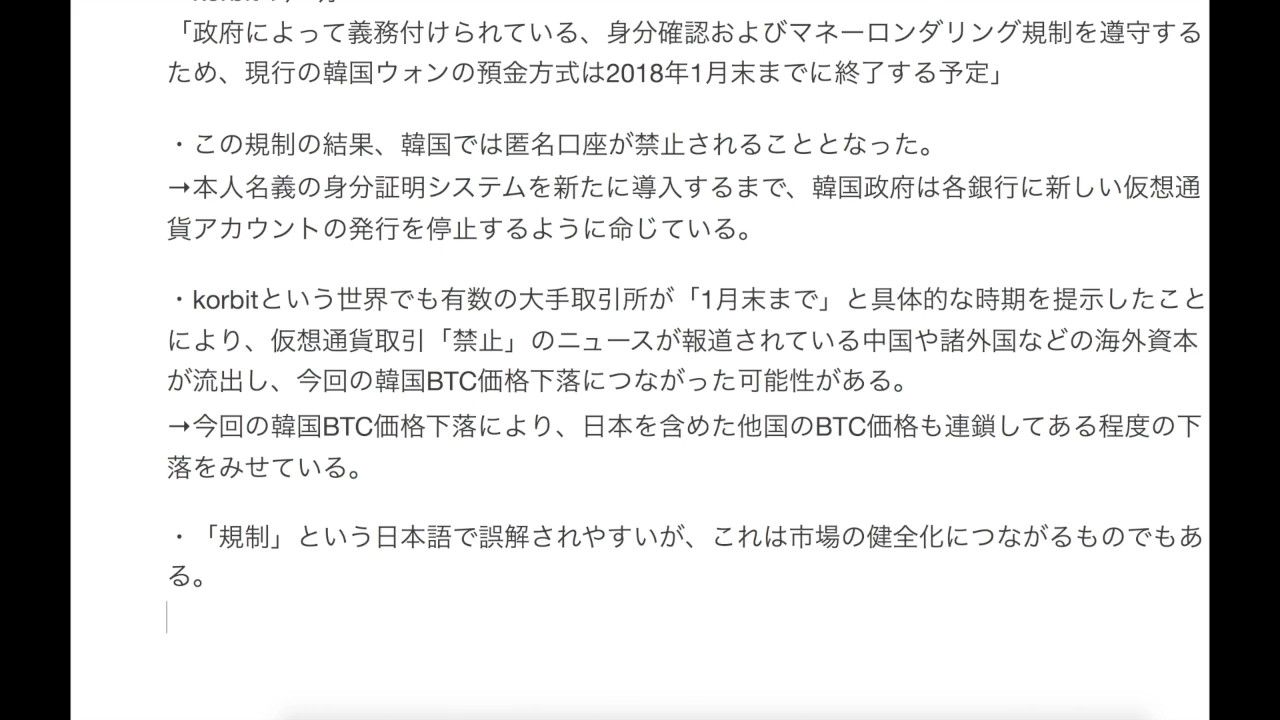 「政府によって義務付けられている、身分確認およびマネーロンダリング規制を遵守する
ため、現行の韓国ウォンの預金方式は2018年1月末までに終了する予定」
・この規制の結果、韓国では匿名口座が禁止されることとなった。
→本人名義の身分証明システムを新たに導入するまで、韓国政府は各銀行に新しい仮想通
貨アカウントの発行を停止するように命じている。
・korbitという世界でも有数の大手取引所が「1月末まで」と具体的な時期を提示したこと
により、仮想通貨取引「禁止」のニュースが報道されている中国や諸外国などの海外資本
が流出し、今回の韓国BTC価格下落につながった可能性がある。
→今回の韓国BTC価格下落により、日本を含めた他国のBTC価格も連鎖してある程度の下
落をみせている。
・「規制」という日本語で誤解されやすいが、これは市場の健全化につながるものでもあ
る。